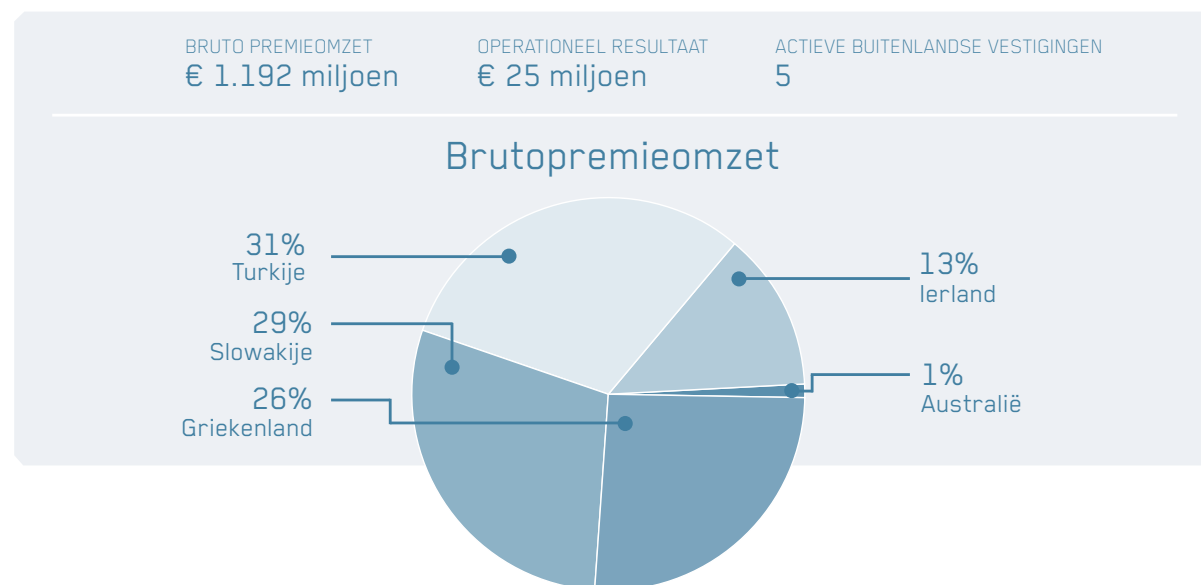 BRUTO PREMIEOMZET
€ 1.192 miljoen
OPERATIONEEL RESULTAAT
€ 25 miljoen
ACTIEVE BUITENLANDSE VESTIGINGEN
5
Brutopremieomzet
31%
Turkije
29%
Slowakije
26%
Griekenland
13%
Ierland
1%
Australië